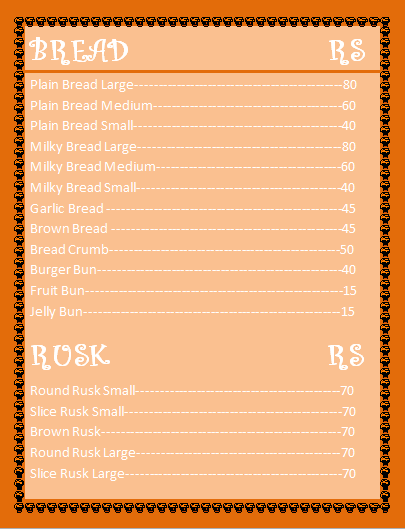 BREAD RS
Plain Bread Large------------------------------------------80
Plain Bread Medium--------------------------------------60
Plain Bread Small------------------------------------------40
Milky Bread Large-----------------------------------------80
Milky Bread Medium-------------------------------------60
Milky Bread Small-----------------------------------------40
Garlic Bread -----------------------------------------------45
Brown Bread ----------------------------------------------45
Bread Crumb----------------------------------------------50
Burger Bun-------------------------------------------------40
Fruit Bun----------------------------------------------------15
Jelly Bun----------------------------------------------------15
RUSK RS
Round Rusk Small-----------------------------------------70
Slice Rusk Small--------------------------------------------70
Brown Rusk------------------------------------------------70
Round Rusk Large-----------------------------------------70
Slice Rusk Large-------------------------------------------70